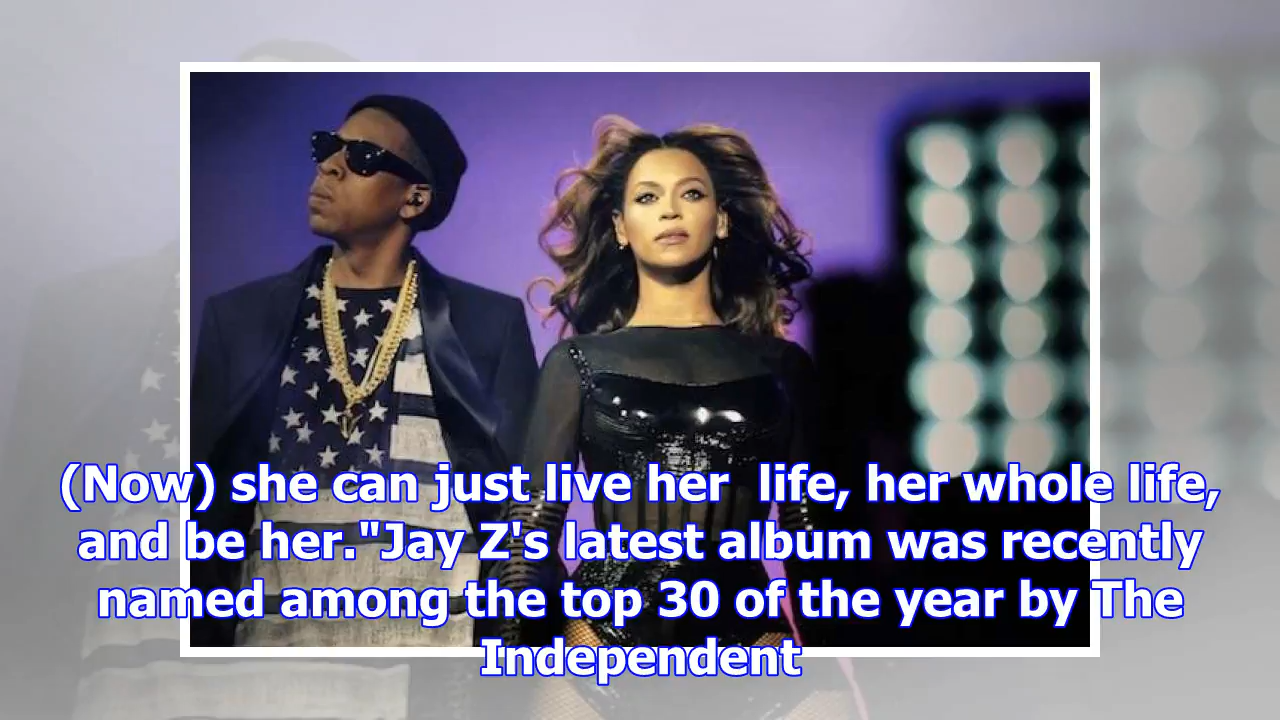 (Now) she can just live her  life, her whole life,
and be her."Jay Z's latest album was recently
named among the top 30 of the year by The
Independent